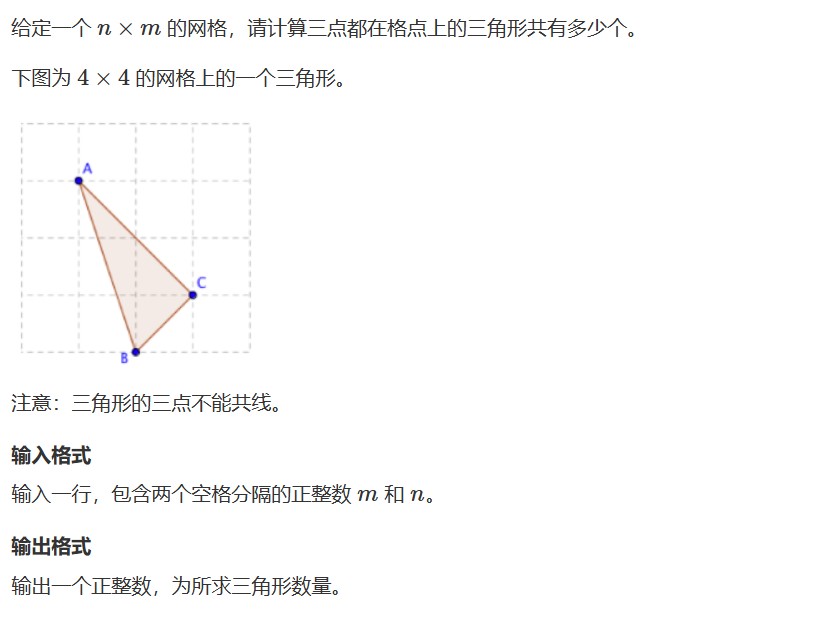 给定一个 n × m 的网格，请计算三点都在格点上的三角形共有多少个。
下图为 4 × 4 的网格上的一个三角形。
A
C
B
注意：三角形的三点不能共线。
输入格式
输入一行，包含两个空格分隔的正整数 m 和 n。
输出格式
输出一个正整数，为所求三角形数量。